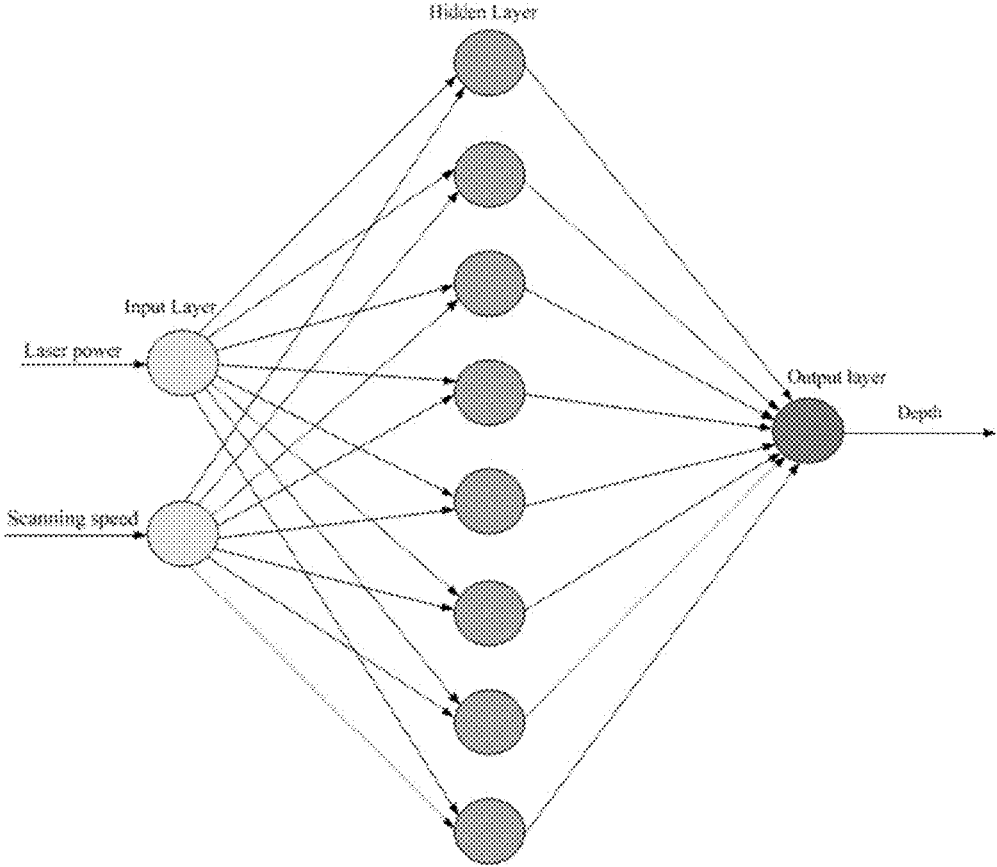 Hidden Layer
Input Layer
Laser power
Output layer
Depth
Scanning speed